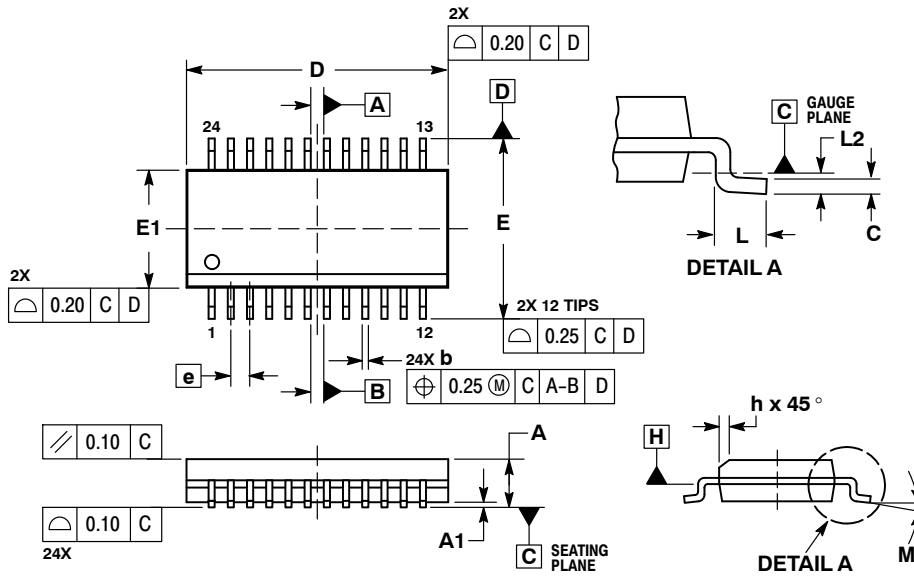 2X
0.20 C D
D
A
D
24
13
E1
E
C GAUGE PLANE
L2
L
C
DETAIL A
2X
0.20 C D
1
12
2X 12 TIPS
0.25 C D
e
B
24X b
0.25 Ⓜ C A–B D
h x 45°
H
0.10 C
A
0.10 C
24X
A1
C SEATING PLANE
M
DETAIL A